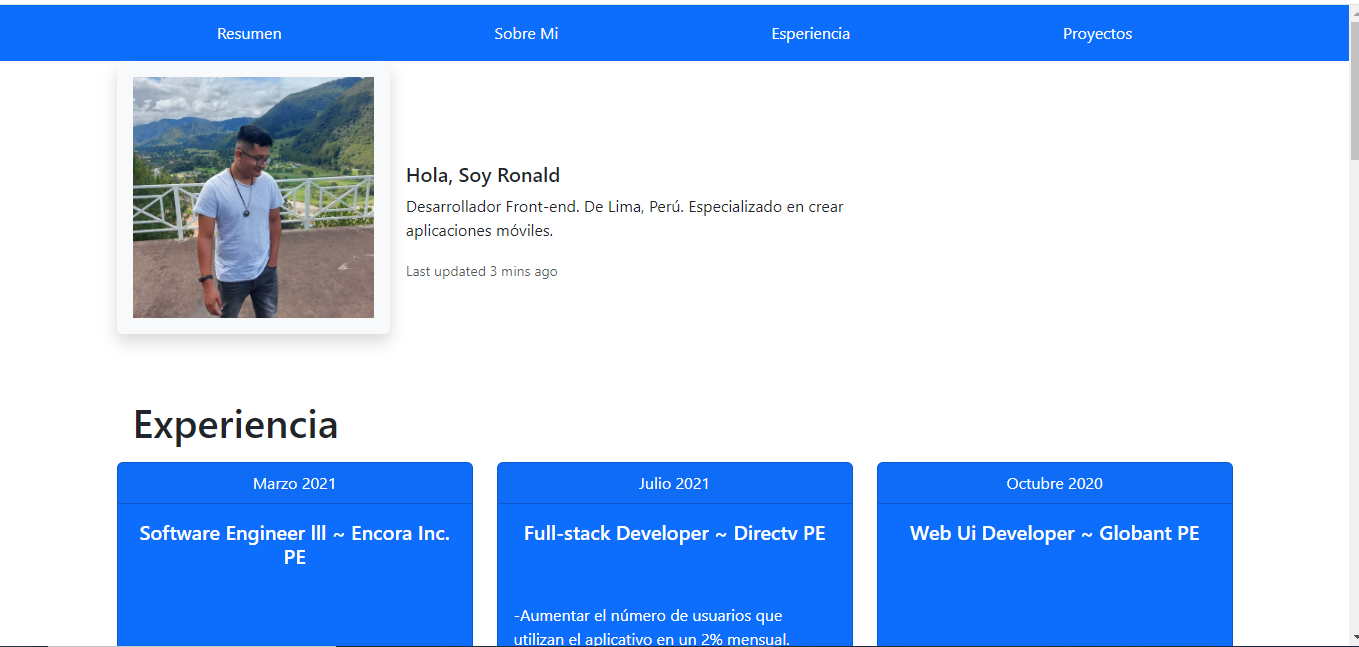 Resumen Sobre Mi Esperiencia Proyectos
Hola, Soy Ronald
Desarrollador Front-end. De Lima, Perú. Especializado en crear
aplicaciones móviles.
Last updated 3 mins ago
Experiencia
Marzo 2021
Software Engineer lll ~ Encora Inc.
PE
Julio 2021
Full-stack Developer ~ Directv PE
-Aumentar el número de usuarios que
utilizan el aplicativo en un 2% mensual.
Octubre 2020
Web Ui Developer ~ Globant PE